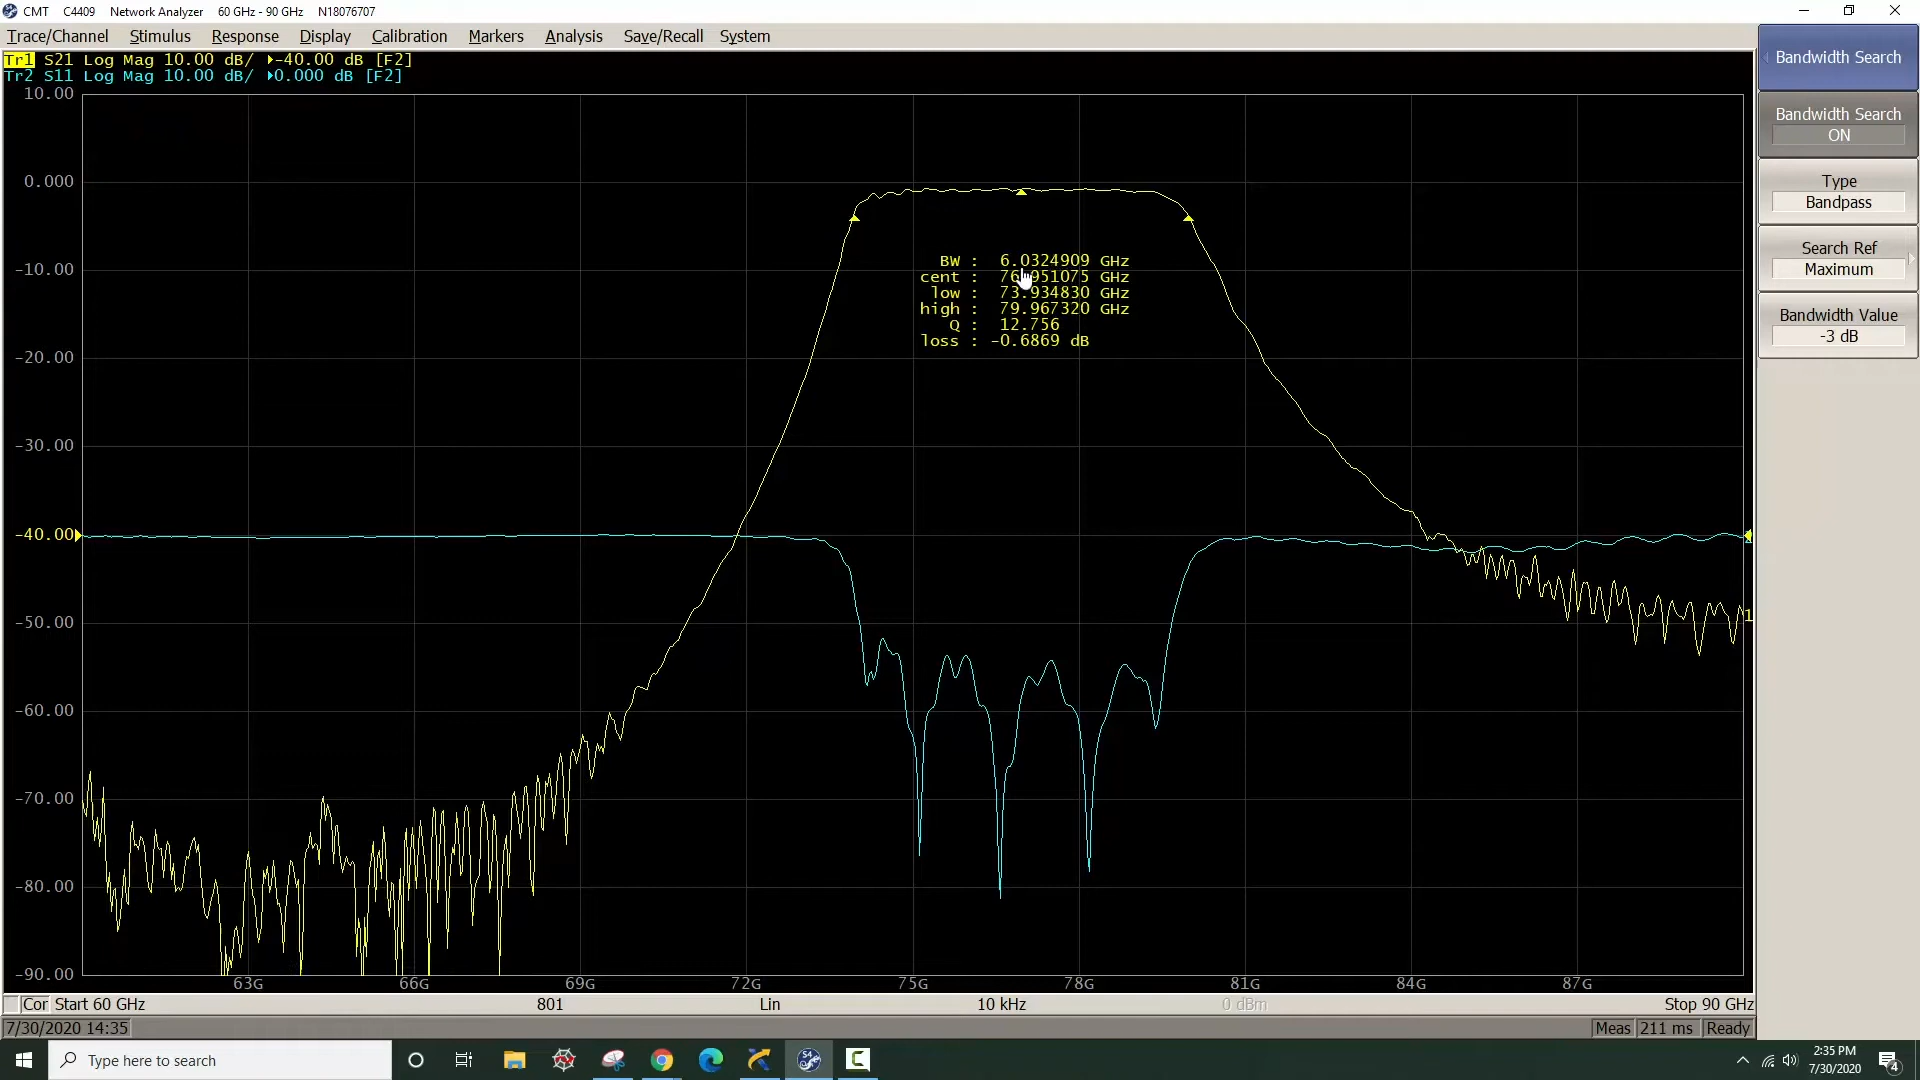 CMT C4409 Network Analyzer 60 GHz - 90 GHz N18076707
Trace/Channel Stimulus Response Display Calibration Markers Analysis Save/Recall System
Tr1 S21 Log Mag 10.00 dB/ -40.00 dB [F2]
Tr2 S11 Log Mag 10.00 dB/ 0.000 dB [F2]
10.00
0.000
-10.00
-20.00
-30.00
-40.00
-50.00
-60.00
-70.00
-80.00
-90.00
BW : 6.0324909 GHz
cent : 76.951075 GHz
low : 73.934830 GHz
high : 79.967320 GHz
Q : 12.756
loss : -0.6869 dB
1
63G 66G 69G 72G 75G 78G 81G 84G 87G
Cor Start 60 GHz 801 Lin 10 kHz 0 dBm Stop 90 GHz
7/30/2020 14:35 Meas 211 ms Ready
Bandwidth Search
Bandwidth Search
ON
Type
Bandpass
Search Ref
Maximum
Bandwidth Value
-3 dB
Type here to search
2:35 PM
7/30/2020
4